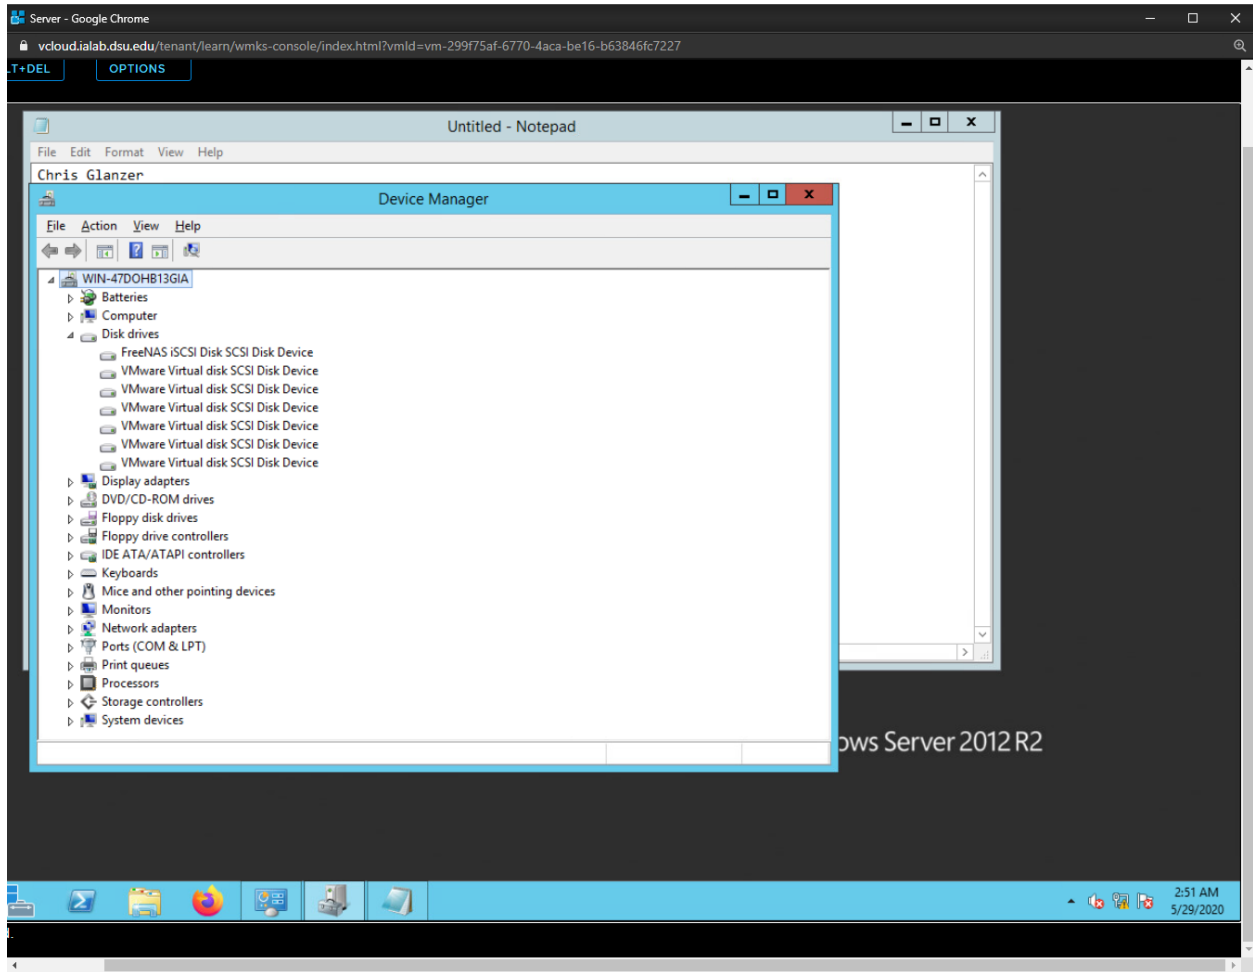 Server - Google Chrome
vcloud.ialab.dsu.edu/tenant/learn/wmks-console/index.html?vmId=vm-299f75af-6770-4aca-be16-b63846fc7227
LT+DEL OPTIONS
Untitled - Notepad
File Edit Format View Help
Chris Glanzer
Device Manager
File Action View Help
WIN-47DOHB13GIA
Batteries
Computer
Disk drives
FreeNAS iSCSI Disk SCSI Disk Device
VMware Virtual disk SCSI Disk Device
VMware Virtual disk SCSI Disk Device
VMware Virtual disk SCSI Disk Device
VMware Virtual disk SCSI Disk Device
VMware Virtual disk SCSI Disk Device
VMware Virtual disk SCSI Disk Device
Display adapters
DVD/CD-ROM drives
Floppy disk drives
Floppy drive controllers
IDE ATA/ATAPI controllers
Keyboards
Mice and other pointing devices
Monitors
Network adapters
Ports (COM & LPT)
Print queues
Processors
Storage controllers
System devices
ows Server 2012 R2
2:51 AM
5/29/2020